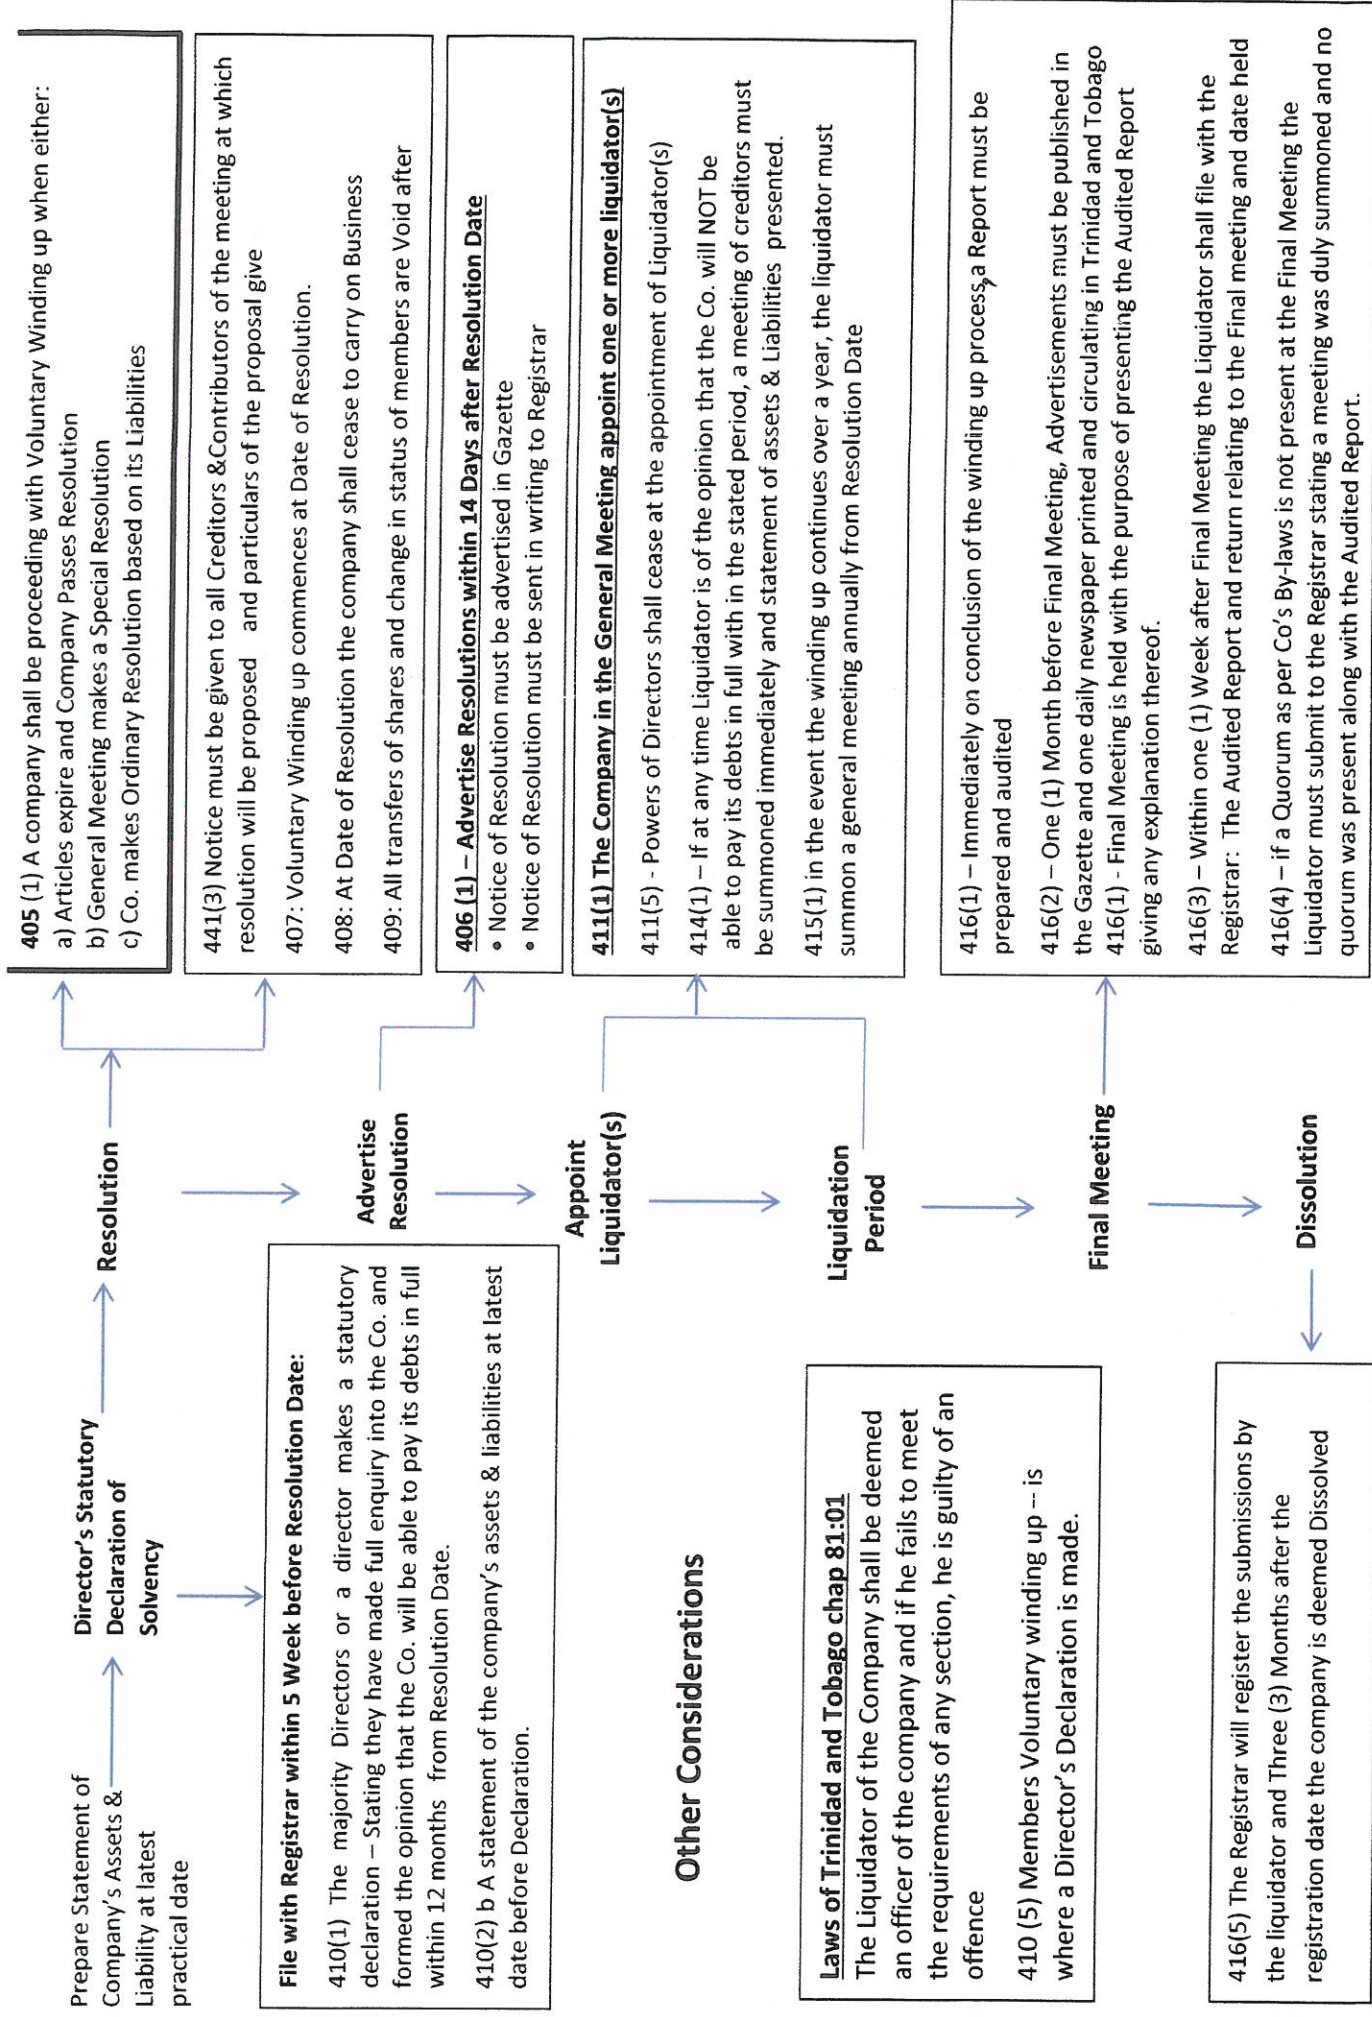 Prepare Statement of
Company's Assets &
Liability at latest
practical date
Director's Statutory
Declaration of
Solvency
Resolution
405 (1) A company shall be proceeding with Voluntary Winding up when either:
a) Articles expire and Company Passes Resolution
b) General Meeting makes a Special Resolution
c) Co. makes Ordinary Resolution based on its Liabilities
441(3) Notice must be given to all Creditors &Contributors of the meeting at which
resolution will be proposed and particulars of the proposal give
407: Voluntary Winding up commences at Date of Resolution.
408: At Date of Resolution the company shall cease to carry on Business
409: All transfers of shares and change in status of members are Void after
File with Registrar within 5 Week before Resolution Date:
410(1) The majority Directors or a director makes a statutory
declaration – Stating they have made full enquiry into the Co. and
formed the opinion that the Co. will be able to pay its debts in full
within 12 months from Resolution Date.
410(2) b A statement of the company's assets & liabilities at latest
date before Declaration.
Advertise
Resolution
406 (1) – Advertise Resolutions within 14 Days after Resolution Date
• Notice of Resolution must be advertised in Gazette
• Notice of Resolution must be sent in writing to Registrar
Appoint
Liquidator(s)
411(1) The Company in the General Meeting appoint one or more liquidator(s)
411(5) - Powers of Directors shall cease at the appointment of Liquidator(s)
414(1) – If at any time Liquidator is of the opinion that the Co. will NOT be
able to pay its debts in full with in the stated period, a meeting of creditors must
be summoned immediately and statement of assets & Liabilities presented.
415(1) in the event the winding up continues over a year, the liquidator must
summon a general meeting annually from Resolution Date
Other Considerations
Liquidation
Period
Laws of Trinidad and Tobago chap 81:01
The Liquidator of the Company shall be deemed
an officer of the company and if he fails to meet
the requirements of any section, he is guilty of an
offence
410 (5) Members Voluntary winding up -- is
where a Director's Declaration is made.
Final Meeting
416(1) – Immediately on conclusion of the winding up process, a Report must be
prepared and audited
416(2) – One (1) Month before Final Meeting, Advertisements must be published in
the Gazette and one daily newspaper printed and circulating in Trinidad and Tobago
416(1) - Final Meeting is held with the purpose of presenting the Audited Report
giving any explanation thereof.
416(3) – Within one (1) Week after Final Meeting the Liquidator shall file with the
Registrar: The Audited Report and return relating to the Final meeting and date held
416(4) – if a Quorum as per Co's By-laws is not present at the Final Meeting the
Liquidator must submit to the Registrar stating a meeting was duly summoned and no
quorum was present along with the Audited Report.
Dissolution
416(5) The Registrar will register the submissions by
the liquidator and Three (3) Months after the
registration date the company is deemed Dissolved